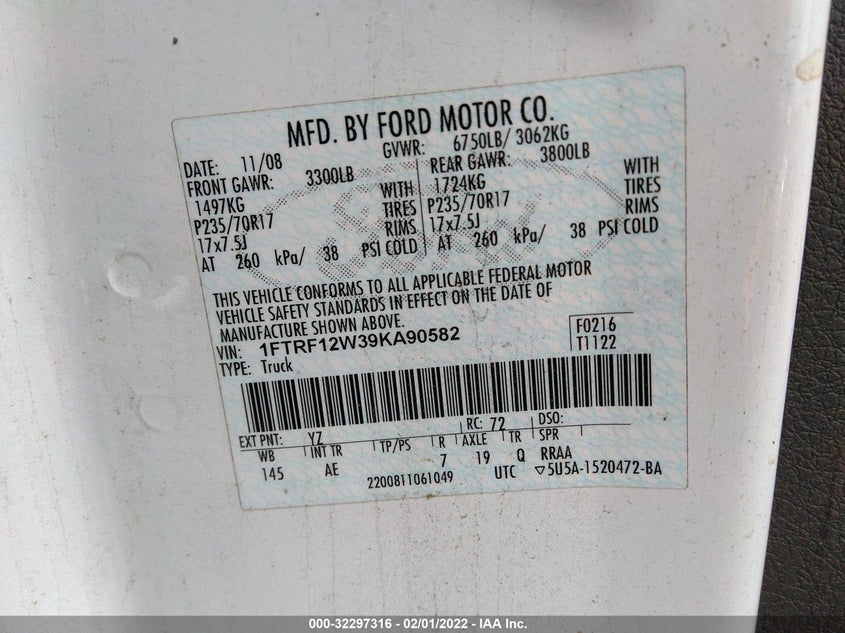 MFD. BY FORD MOTOR CO.
DATE: 11/08 GVWR: 6750LB/ 3062KG
FRONT GAWR: 3300LB REAR GAWR: 3800LB
1497KG WITH 1724KG WITH
P235/70R17 TIRES P235/70R17 TIRES
17x7.5J RIMS 17x7.5J RIMS
AT 260 kPa/ 38 PSI COLD AT 260 kPa/ 38 PSI COLD
THIS VEHICLE CONFORMS TO ALL APPLICABLE FEDERAL MOTOR
VEHICLE SAFETY STANDARDS IN EFFECT ON THE DATE OF
MANUFACTURE SHOWN ABOVE.
VIN: 1FTRF12W39KA90582 F0216
TYPE: Truck T1122
EXT PNT: YZ RC: 72 DSO:
WB INT TR TP/PS R AXLE TR SPR
145 AE 7 19 Q RRAA
2200811061049 UTC ▽5U5A-1520472-BA
000-32297316 - 02/01/2022 - IAA Inc.